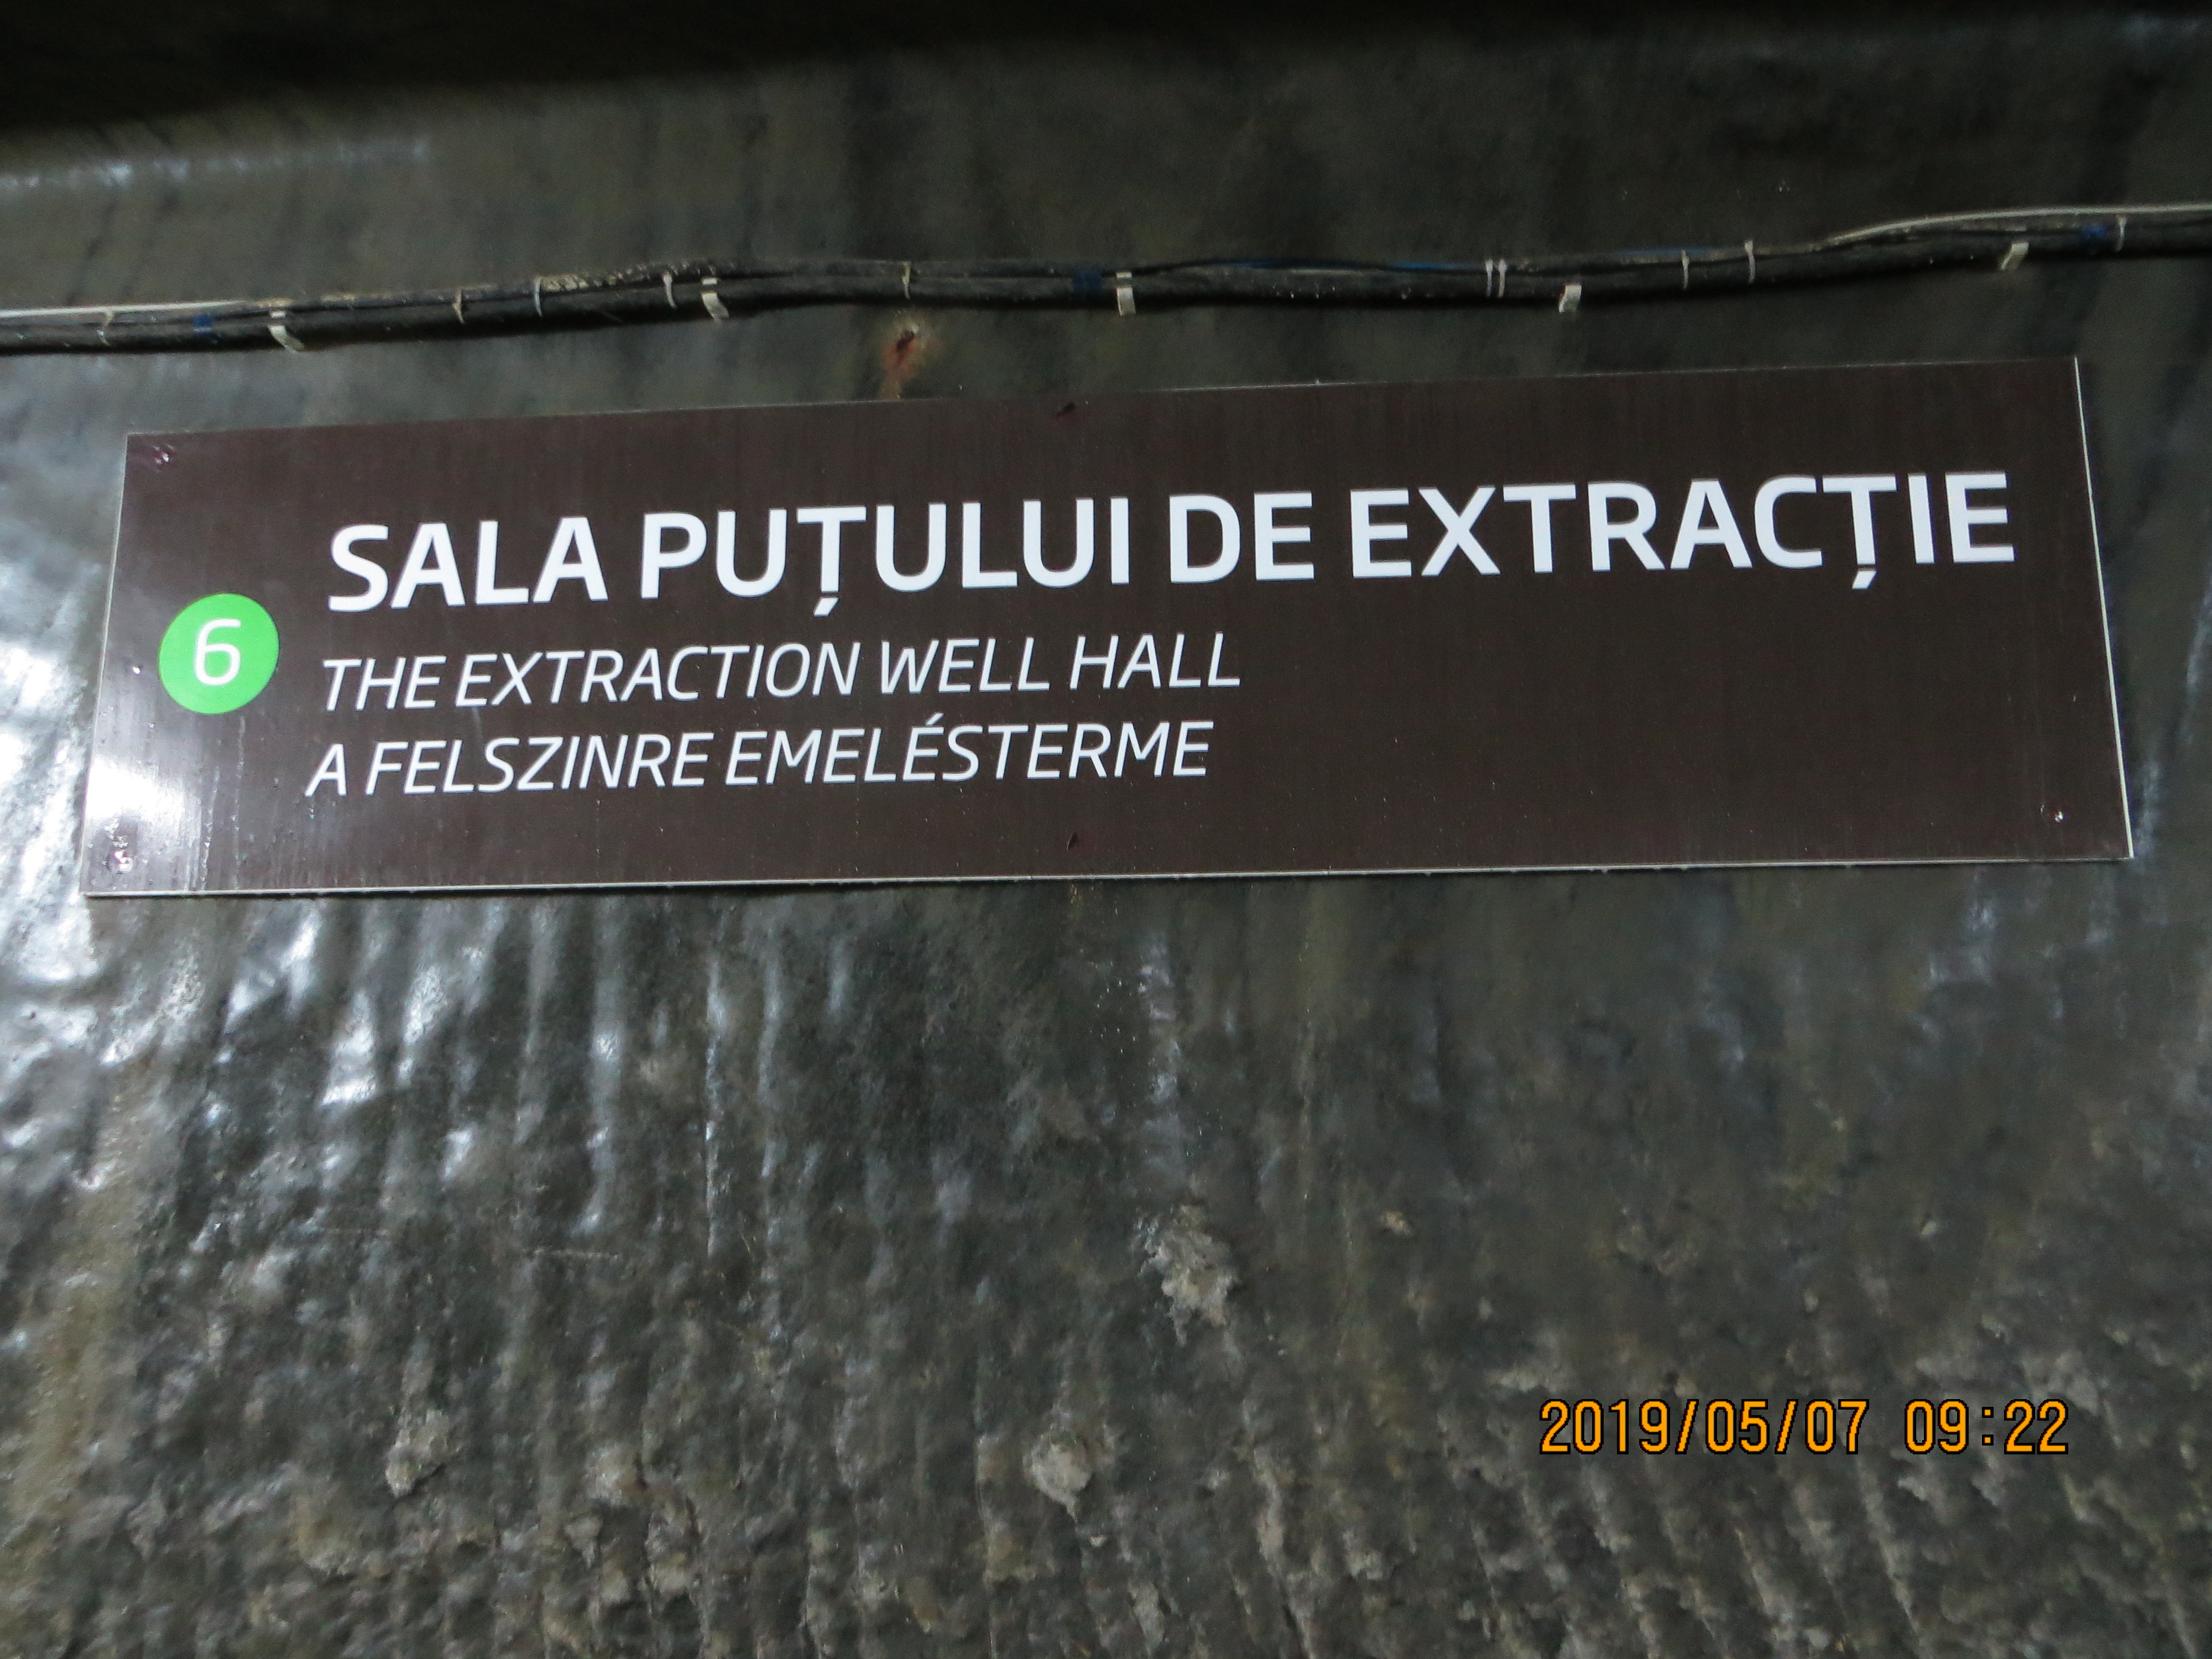 SALA PUȚULUI DE EXTRACȚIE
6
THE EXTRACTION WELL HALL
A FELSZINRE EMELÉSTERME
2019/05/07 09:22